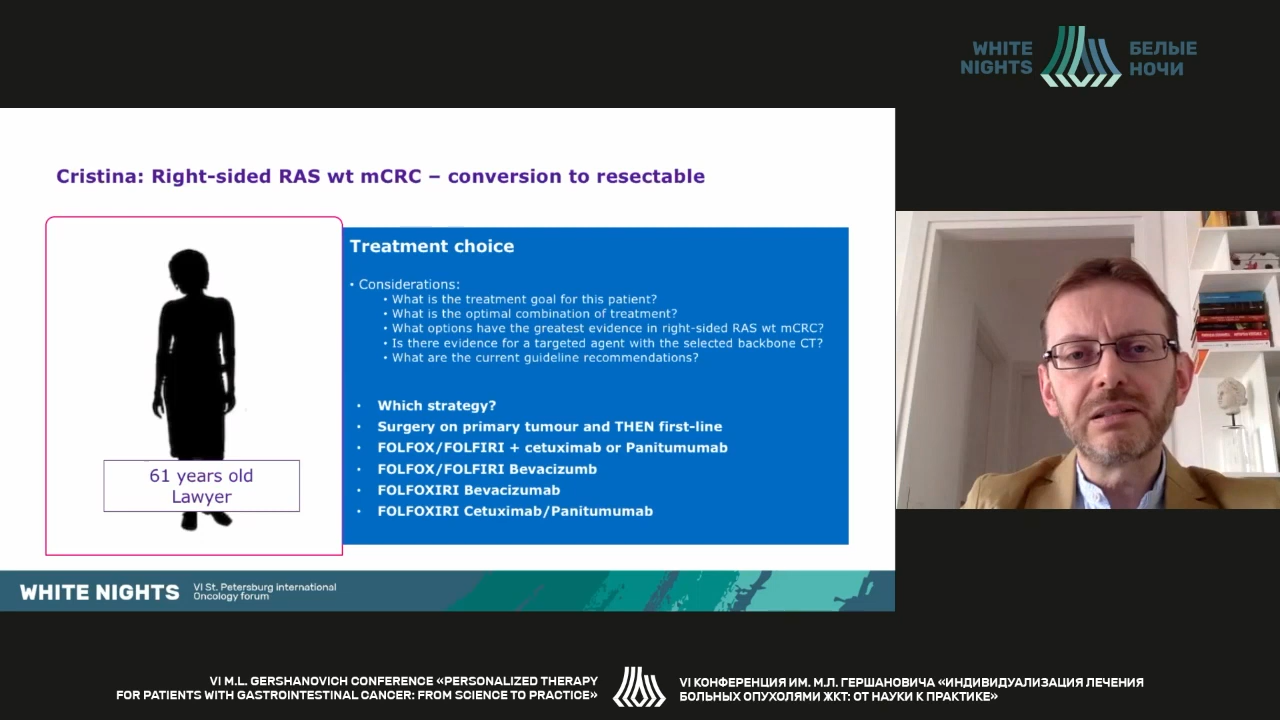 WHITE
NIGHTS
БЕЛЫЕ
НОЧИ
Cristina: Right-sided RAS wt mCRC – conversion to resectable
61 years old
Lawyer
Treatment choice
• Considerations:
• What is the treatment goal for this patient?
• What is the optimal combination of treatment?
• What options have the greatest evidence in right-sided RAS wt mCRC?
• Is there evidence for a targeted agent with the selected backbone CT?
• What are the current guideline recommendations?
• Which strategy?
• Surgery on primary tumour and THEN first-line
• FOLFOX/FOLFIRI + cetuximab or Panitumumab
• FOLFOX/FOLFIRI Bevacizumb
• FOLFOXIRI Bevacizumab
• FOLFOXIRI Cetuximab/Panitumumab
WHITE NIGHTS
VI St. Petersburg international
Oncology forum
VI M.L. GERSHANOVICH CONFERENCE «PERSONALIZED THERAPY
FOR PATIENTS WITH GASTROINTESTINAL CANCER: FROM SCIENCE TO PRACTICE»
VI КОНФЕРЕНЦИЯ ИМ. М.Л. ГЕРШАНОВИЧА «ИНДИВИДУАЛИЗАЦИЯ ЛЕЧЕНИЯ
БОЛЬНЫХ ОПУХОЛЯМИ ЖКТ: ОТ НАУКИ К ПРАКТИКЕ»